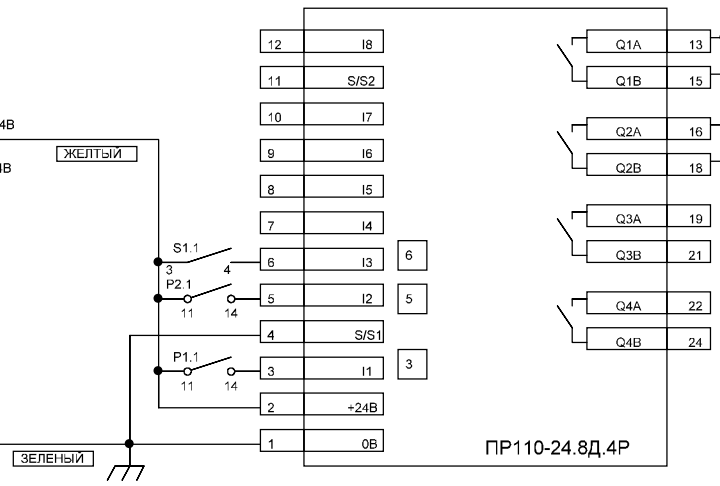 12 I8 Q1A 13
11 S/S2 Q1B 15
10 I7
4В Q2A 16
9 I6
ЖЕЛТЫЙ
4В Q2B 18
8 I5
7 I4 Q3A 19
S1.1
3 4 6 I3 6 Q3B 21
P2.1
11 14 5 I2 5 Q4A 22
4 S/S1 Q4B 24
P1.1
11 14 3 I1 3
2 +24В
1 0В ПР110-24.8Д.4Р
ЗЕЛЕНЫЙ